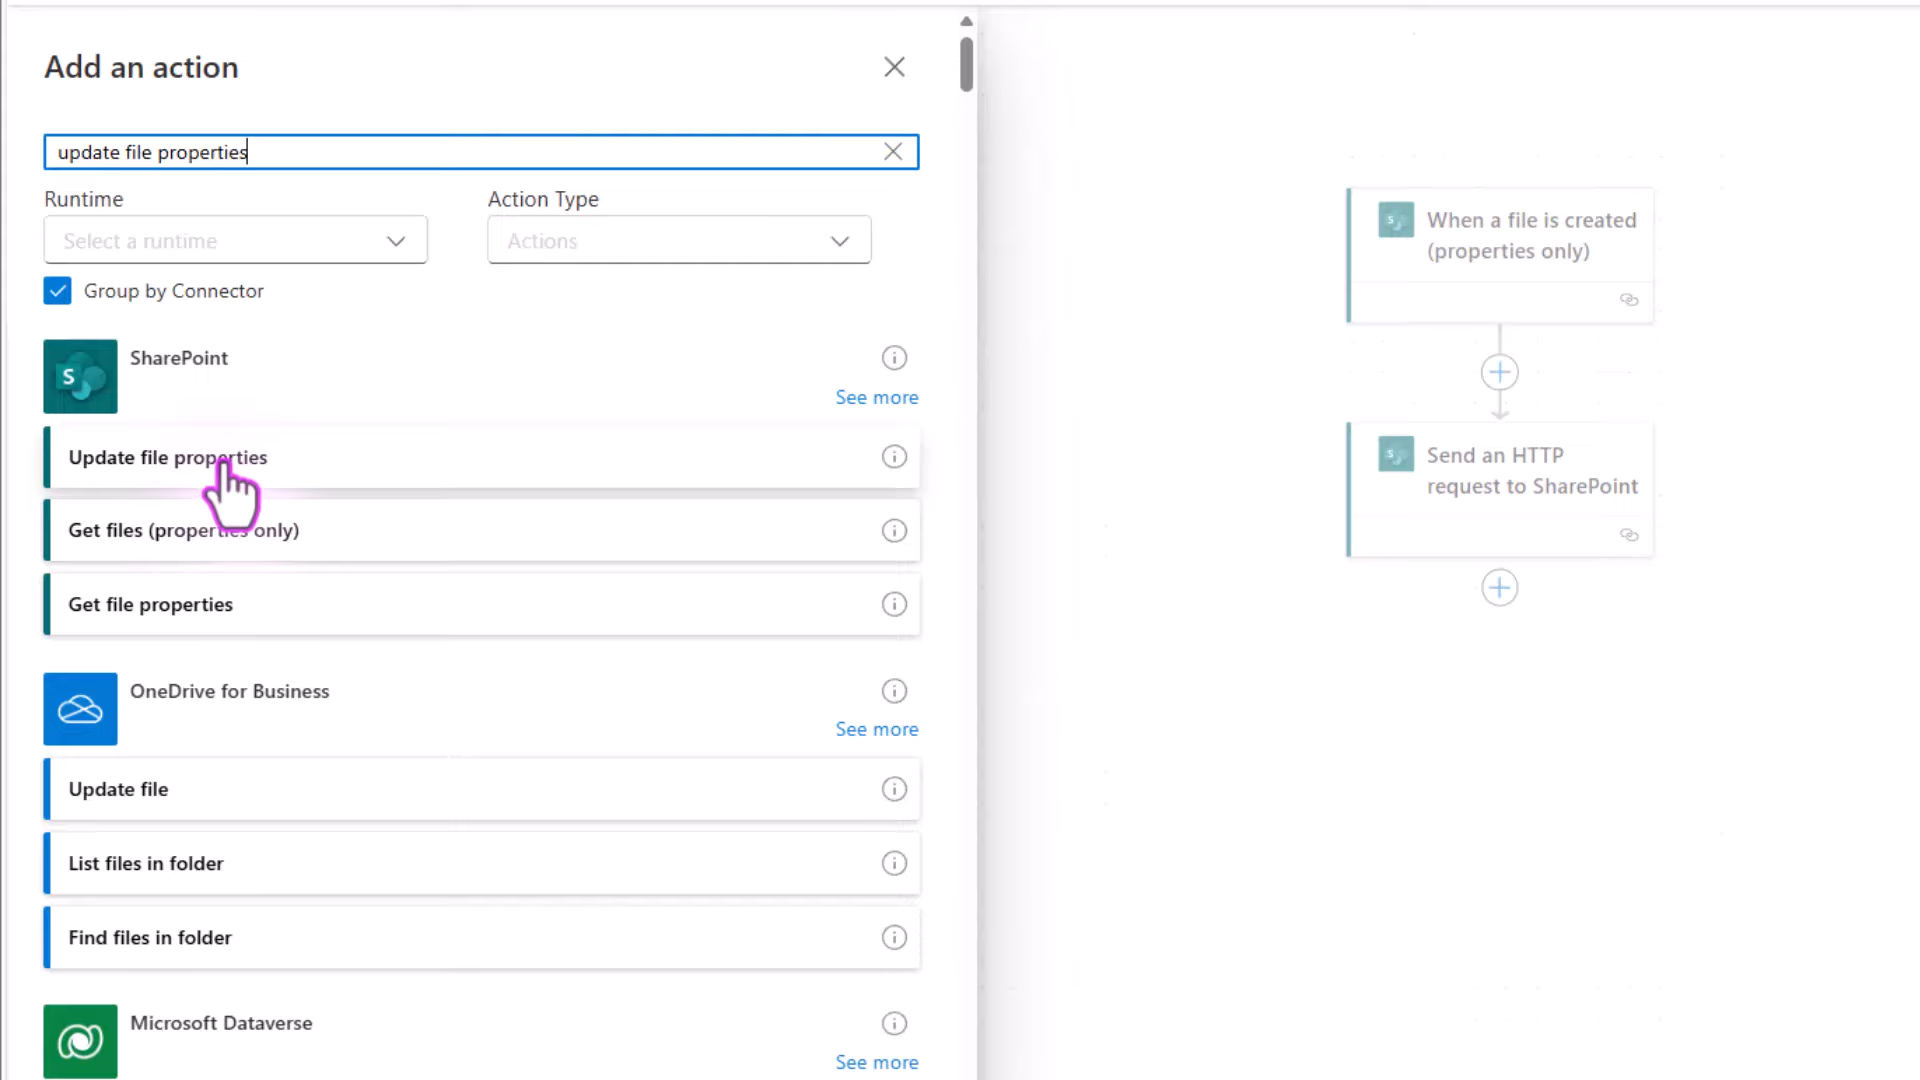 Add an action
update file properties
Runtime
Action Type
Select a runtime
Actions
Group by Connector
SharePoint
See more
Update file properties
Get files (properties only)
Get file properties
OneDrive for Business
See more
Update file
List files in folder
Find files in folder
Microsoft Dataverse
See more
When a file is created
(properties only)
Send an HTTP
request to SharePoint